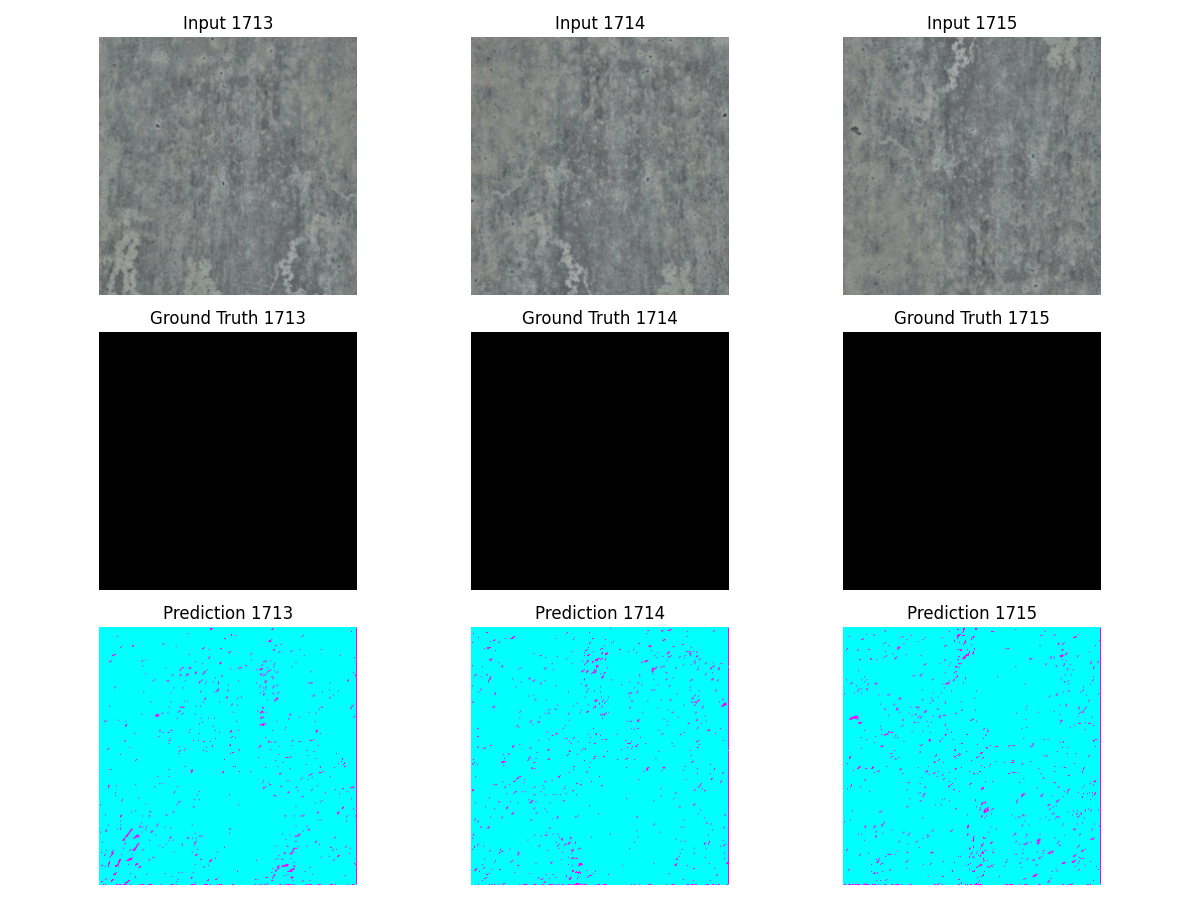 Input 1713
Input 1714
Input 1715
Ground Truth 1713
Ground Truth 1714
Ground Truth 1715
Prediction 1713
Prediction 1714
Prediction 1715